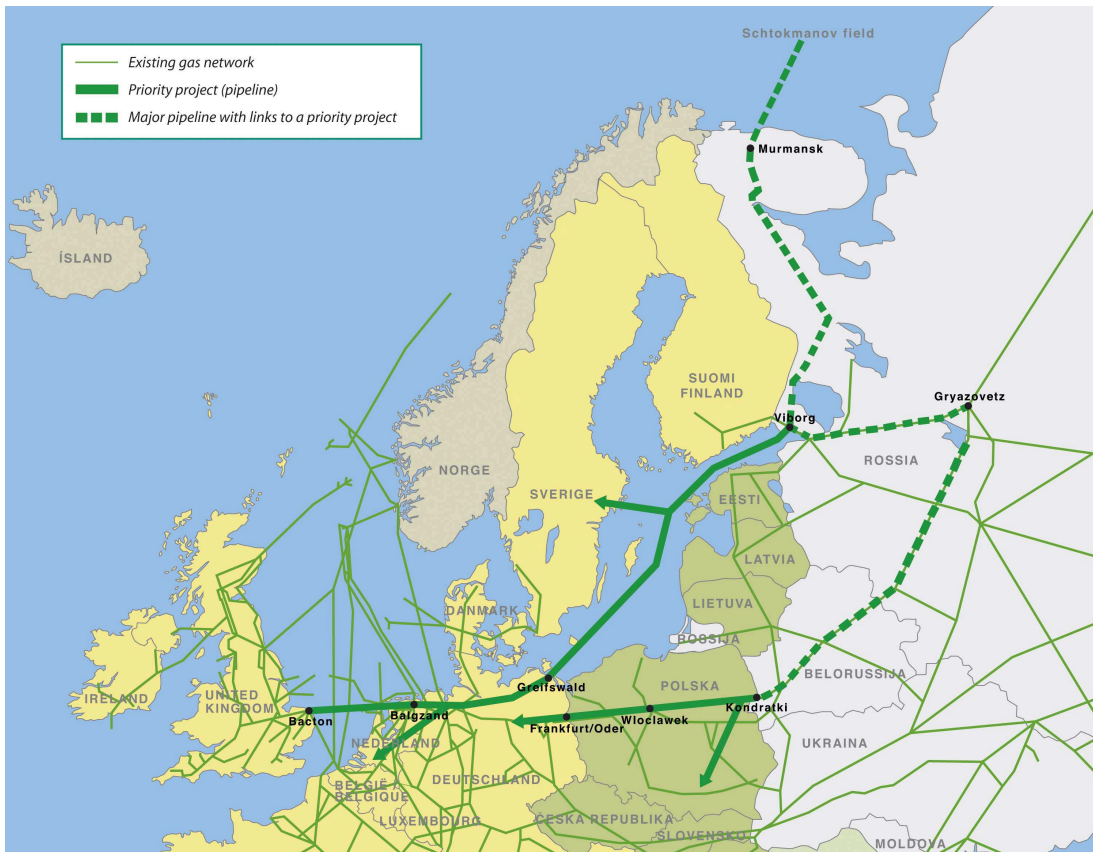 Schtokmanov field
Existing gas network
Priority project (pipeline)
Major pipeline with links to a priority project
Murmansk
ÍSLAND
SUOMI
FINLAND
Gryazovetz
Viborg
ROSSIA
NORGE
SVERIGE
EESTI
LATVIA
LIETUVA
DANMARK
ROSSIJA
BELORUSSIJA
Greifswald
POLSKA
IRELAND
UNITED
KINGDOM
Bacton
Balgzand
Frankfurt/Oder
Wloclawek
Kondratki
NEDERLAND
UKRAINA
DEUTSCHLAND
BELGIË A
BELGIQUE
LUXEMBOURG
ČESKA REPUBLIKA
SLOVENSKO
MOLDOVA